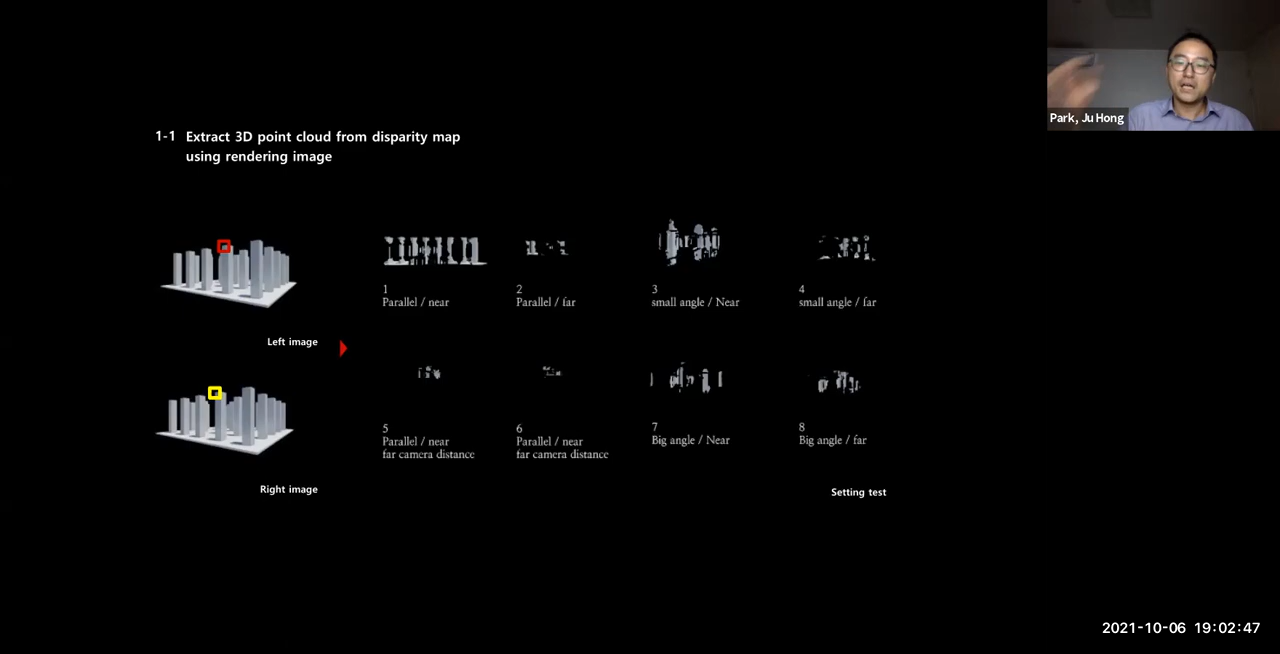 Park, Ju Hong
1-1 Extract 3D point cloud from disparity map
using rendering image
Left image
Right image
1
Parallel / near
2
Parallel / far
3
small angle / Near
4
small angle / far
5
Parallel / near
far camera distance
6
Parallel / near
far camera distance
7
Big angle / Near
8
Big angle / far
Setting test
2021-10-06 19:02:47